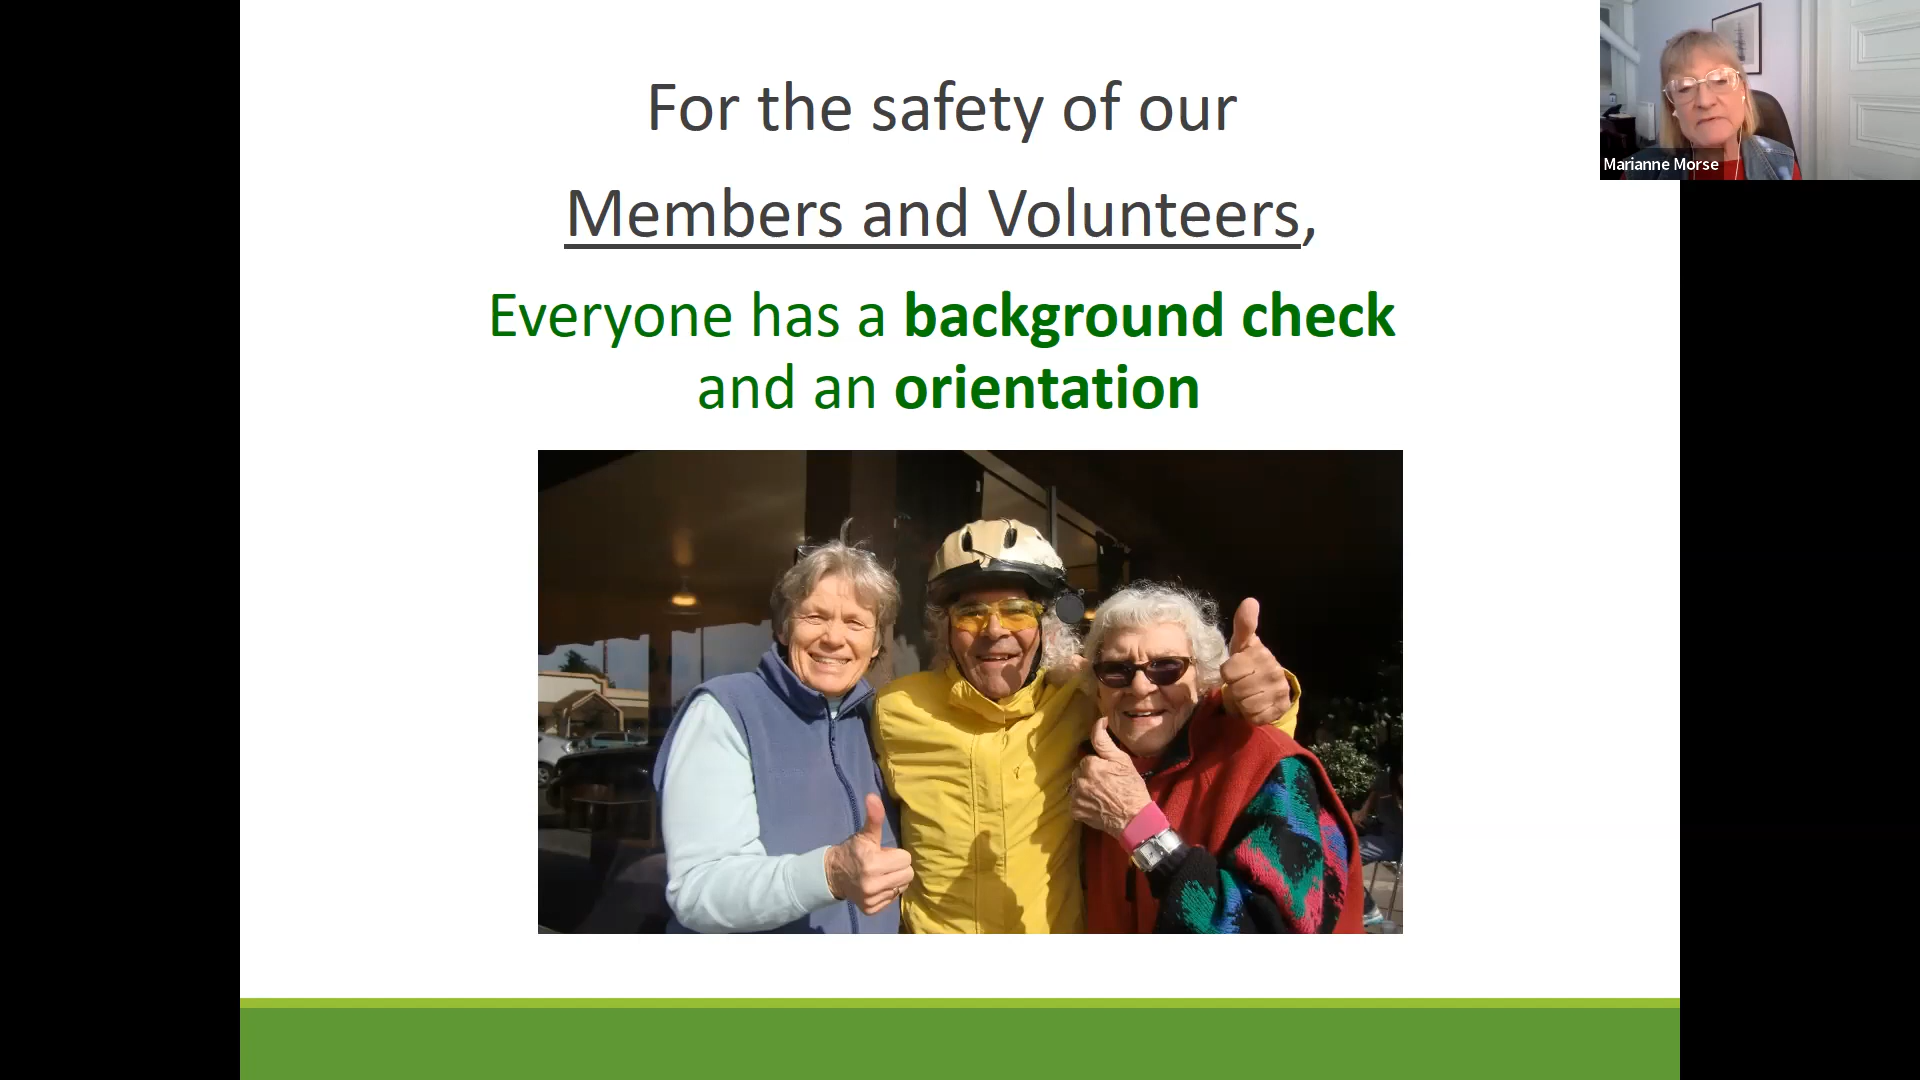 For the safety of our
Members and Volunteers,
Everyone has a background check
and an orientation
Marianne Morse